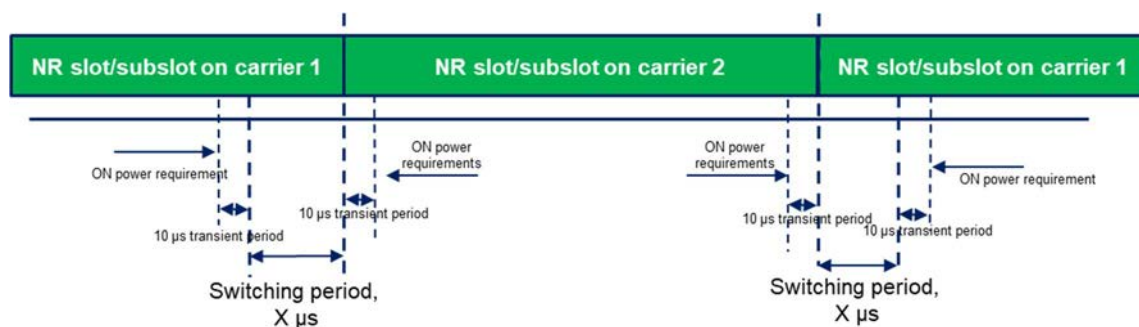 NR slot/subslot on carrier 1
NR slot/subslot on carrier 2
NR slot/subslot on carrier 1
ON power requirement
ON power
requirements
ON power
requirements
ON power requirement
10 µs transient period
10 µs transient period
10 µs transient period
10 µs transient period
Switching period,
X µs
Switching period,
X µs